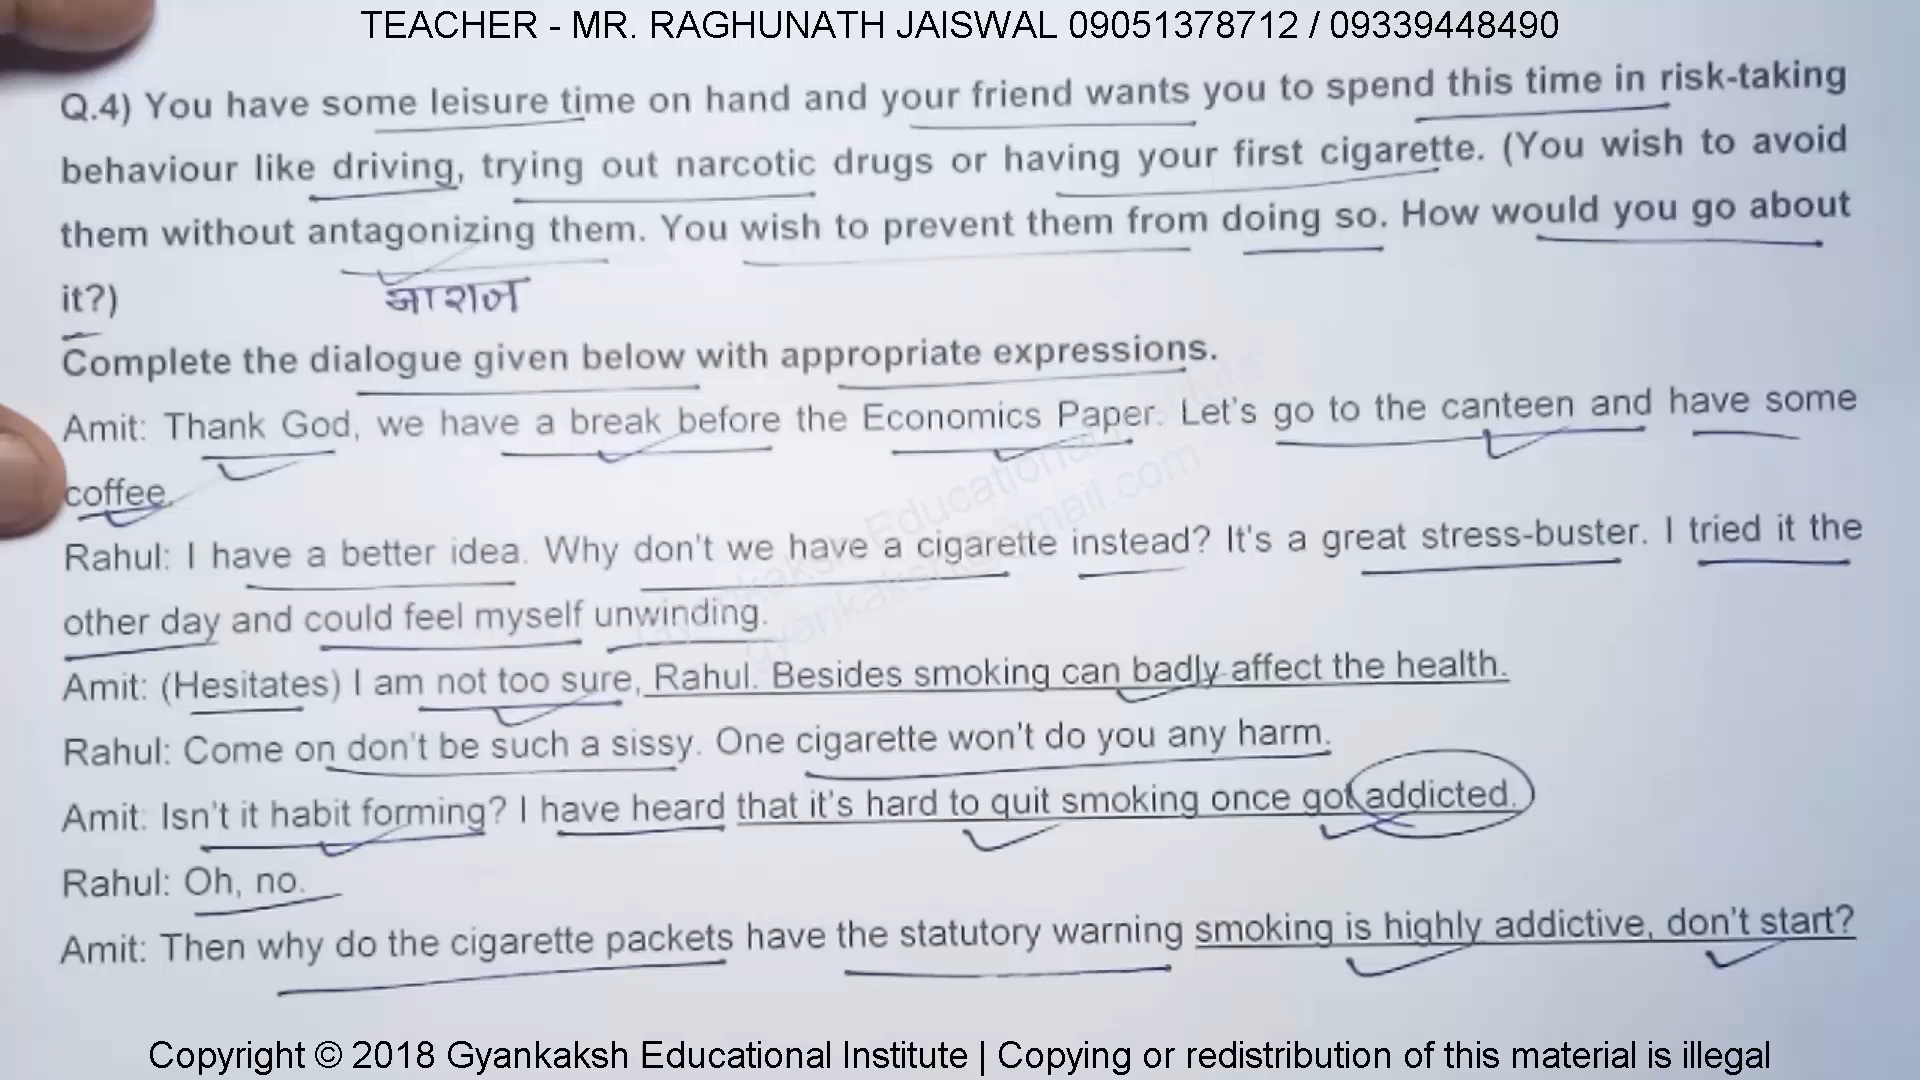 TEACHER - MR. RAGHUNATH JAISWAL 09051378712 / 09339448490
Q.4) You have some leisure time on hand and your friend wants you to spend this time in risk-taking
behaviour like driving, trying out narcotic drugs or having your first cigarette. (You wish to avoid
them without antagonizing them. You wish to prevent them from doing so. How would you go about
it?)
नाराज
Complete the dialogue given below with appropriate expressions.
Amit: Thank God, we have a break before the Economics Paper. Let's go to the canteen and have some
coffee.
Rahul: I have a better idea. Why don't we have a cigarette instead? It's a great stress-buster. I tried it the
other day and could feel myself unwinding.
Amit: (Hesitates) I am not too sure, Rahul. Besides smoking can badly affect the health.
Rahul: Come on don't be such a sissy. One cigarette won't do you any harm.
Amit: Isn't it habit forming? I have heard that it's hard to quit smoking once got addicted.
Rahul: Oh, no.
Amit: Then why do the cigarette packets have the statutory warning smoking is highly addictive, don't start?
Copyright © 2018 Gyankaksh Educational Institute | Copying or redistribution of this material is illegal